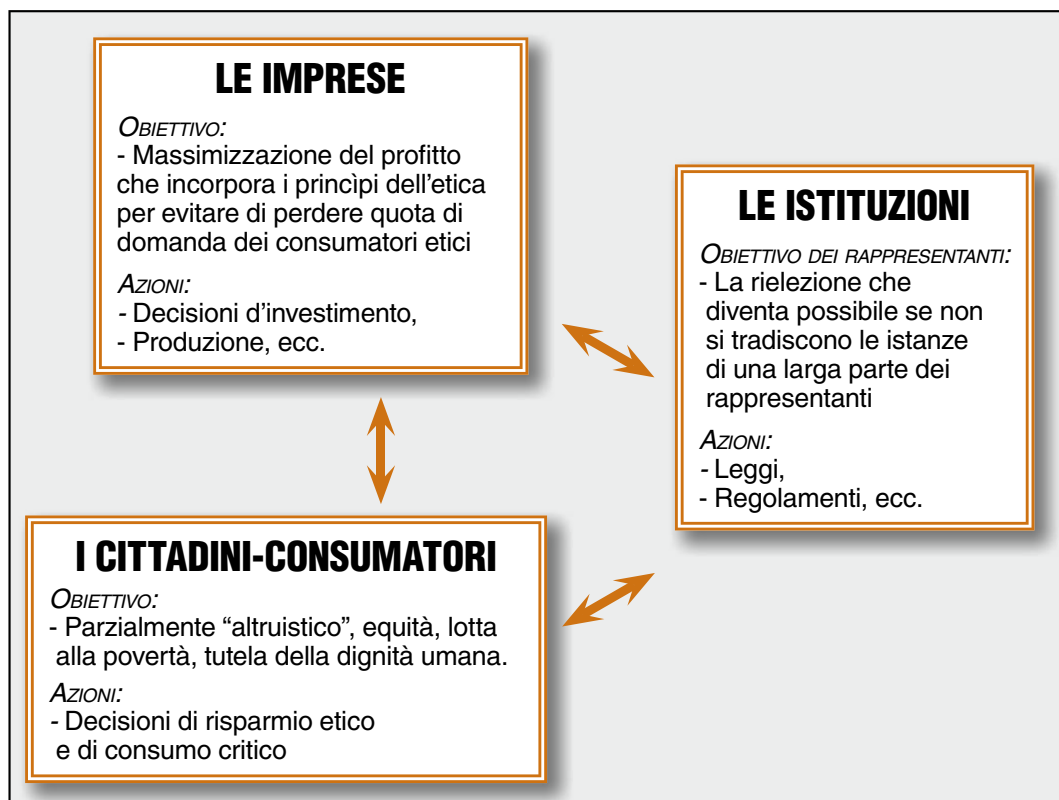 LE IMPRESE
OBIETTIVO:
- Massimizzazione del profitto
che incorpora i princìpi dell'etica
per evitare di perdere quota di
domanda dei consumatori etici
AZIONI:
- Decisioni d'investimento,
- Produzione, ecc.
LE ISTITUZIONI
OBIETTIVO DEI RAPPRESENTANTI:
- La rielezione che
diventa possibile se non
si tradiscono le istanze
di una larga parte dei
rappresentanti
AZIONI:
- Leggi,
- Regolamenti, ecc.
I CITTADINI-CONSUMATORI
OBIETTIVO:
- Parzialmente “altruistico”, equità, lotta
alla povertà, tutela della dignità umana.
AZIONI:
- Decisioni di risparmio etico
e di consumo critico